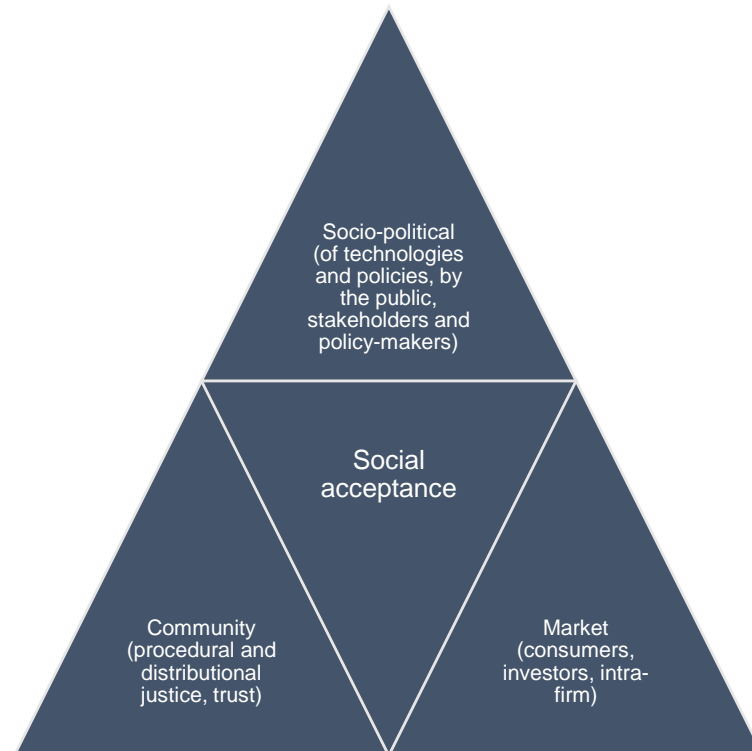 Socio-political
(of technologies
and policies, by
the public,
stakeholders and
policy-makers)
Social
acceptance
Community
(procedural and
distributional
justice, trust)
Market
(consumers,
investors, intra-
firm)